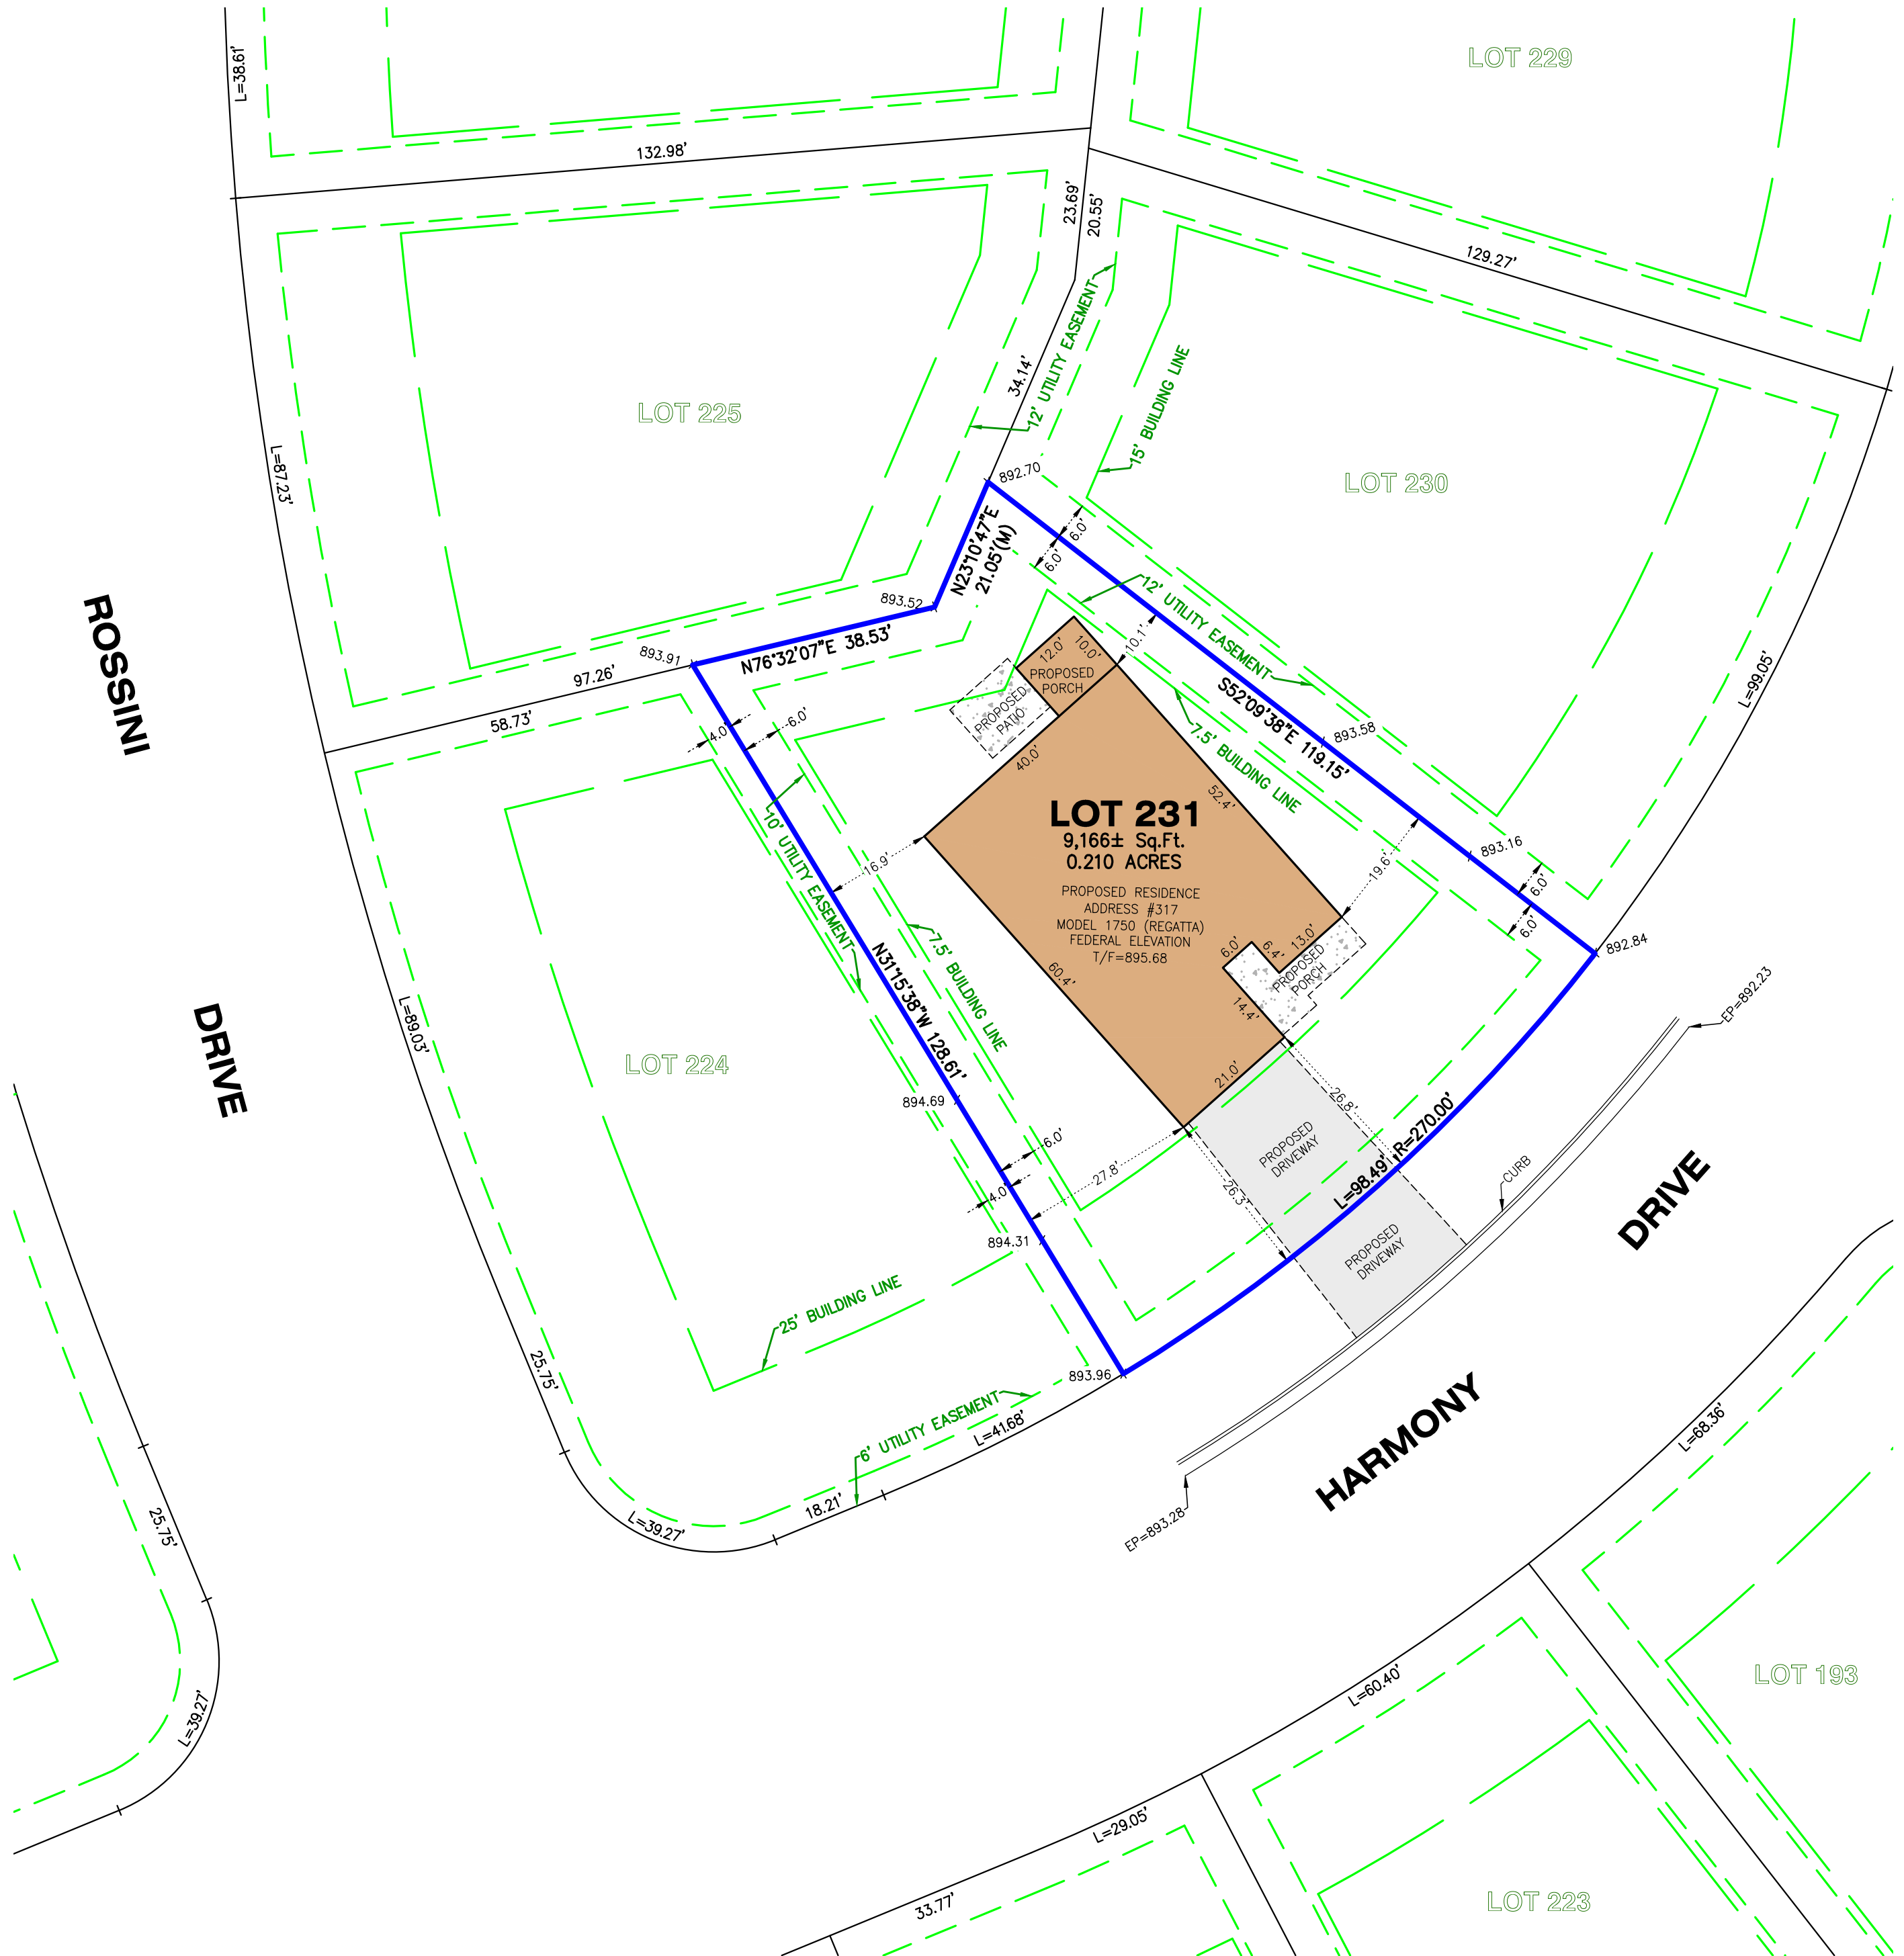 L=38.61'
LOT 229
132.98'
23.69'
20.55'
129.27'
12' UTILITY EASEMENT
34.14'
15' BUILDING LINE
LOT 225
LOT 230
L=87.23'
892.70
N23°10'47"E
21.05'(M)
6.0'
6.0'
893.52
12' UTILITY EASEMENT
ROSSINI
893.91
N76°32'07"E 38.53'
97.26'
58.73'
L=99.05'
12.0'
10.0'
10.1'
PROPOSED
PORCH
PROPOSED
PATIO
S52°09'38"E 119.15'
893.58
4.0'
6.0'
40.0'
7.5' BUILDING LINE
52.4'
LOT 231
9,166± Sq.Ft.
0.210 ACRES
PROPOSED RESIDENCE
ADDRESS #317
MODEL 1750 (REGATTA)
FEDERAL ELEVATION
T/F=895.68
10' UTILITY EASEMENT
16.9'
19.6'
893.16
6.0'
6.0'
892.84
7.5' BUILDING LINE
N31°15'38"W 128.61'
60.4'
6.0'
6.4'
13.0'
PROPOSED
PORCH
14.4'
EP=892.23
DRIVE
L=89.03'
LOT 224
894.69
21.0'
26.8'
PROPOSED
DRIVEWAY
L=98.49' R=270.00'
6.0'
4.0'
27.8'
26.3'
CURB
DRIVE
894.31
PROPOSED
DRIVEWAY
25' BUILDING LINE
25.75'
893.96
6' UTILITY EASEMENT
L=41.68'
HARMONY
L=68.36'
18.21'
L=39.27'
EP=893.28
25.75'
L=39.27'
L=60.40'
LOT 193
L=29.05'
33.77'
LOT 223